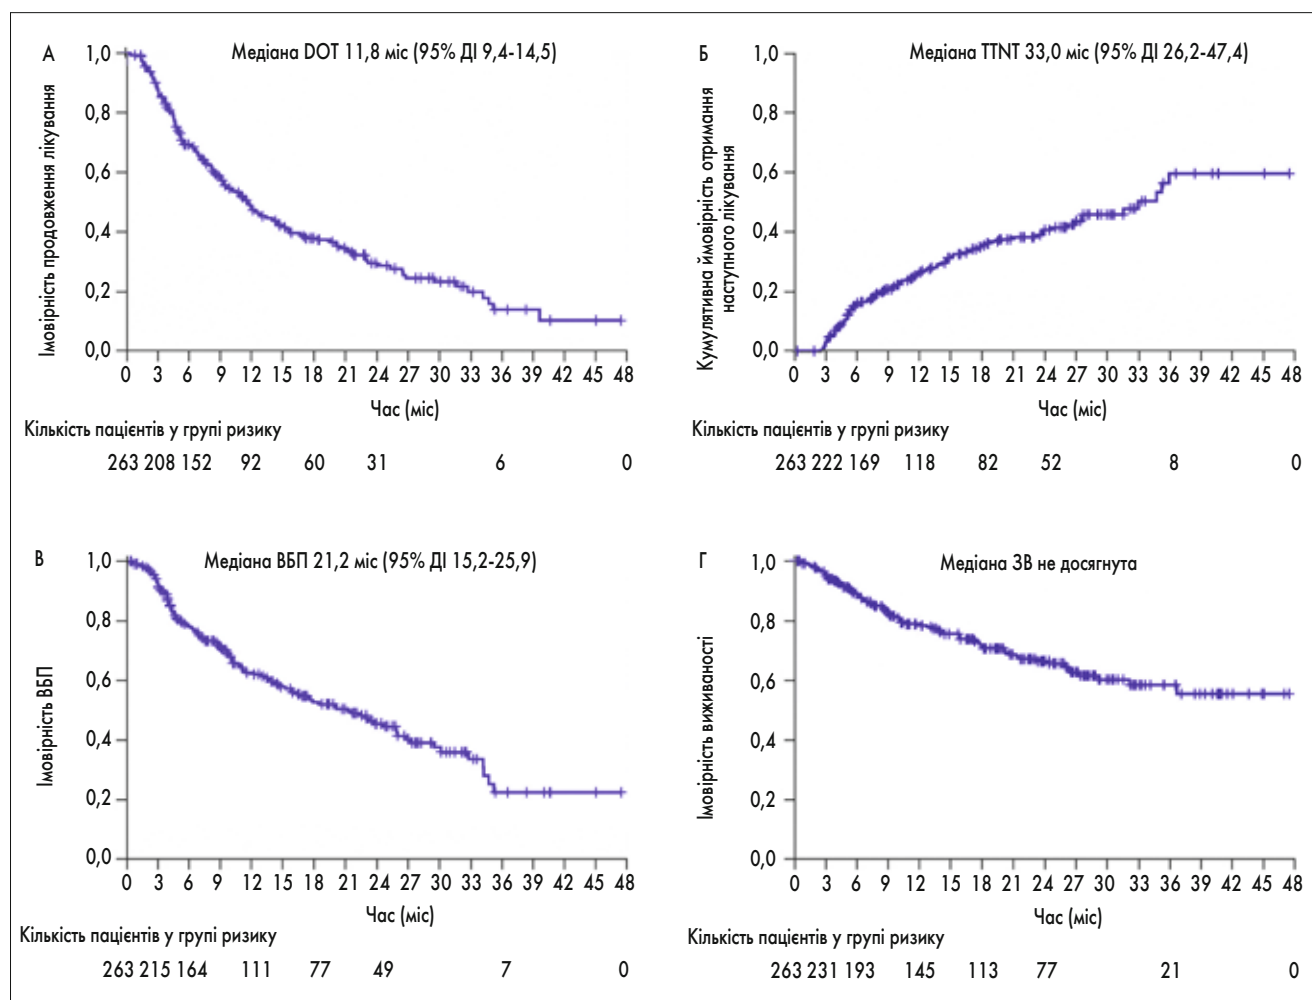 А
Медіана DOT 11,8 міс (95% ДІ 9,4-14,5)
Імовірність продовження лікування
1,0
0,8
0,6
0,4
0,2
0,0
0 3 6 9 12 15 18 21 24 27 30 33 36 39 42 45 48
Час (міс)
Кількість пацієнтів у групі ризику
263 208 152 92 60 31 6 0
Б
Медіана TTNT 33,0 міс (95% ДІ 26,2-47,4)
Кумулятивна ймовірність отримання
наступного лікування
1,0
0,8
0,6
0,4
0,2
0,0
0 3 6 9 12 15 18 21 24 27 30 33 36 39 42 45 48
Час (міс)
Кількість пацієнтів у групі ризику
263 222 169 118 82 52 8 0
В
Медіана ВБП 21,2 міс (95% ДІ 15,2-25,9)
Імовірність ВБП
1,0
0,8
0,6
0,4
0,2
0,0
0 3 6 9 12 15 18 21 24 27 30 33 36 39 42 45 48
Час (міс)
Кількість пацієнтів у групі ризику
263 215 164 111 77 49 7 0
Г
Медіана ЗВ не досягнута
Імовірність виживаності
1,0
0,8
0,6
0,4
0,2
0,0
0 3 6 9 12 15 18 21 24 27 30 33 36 39 42 45 48
Час (міс)
Кількість пацієнтів у групі ризику
263 231 193 145 113 77 21 0